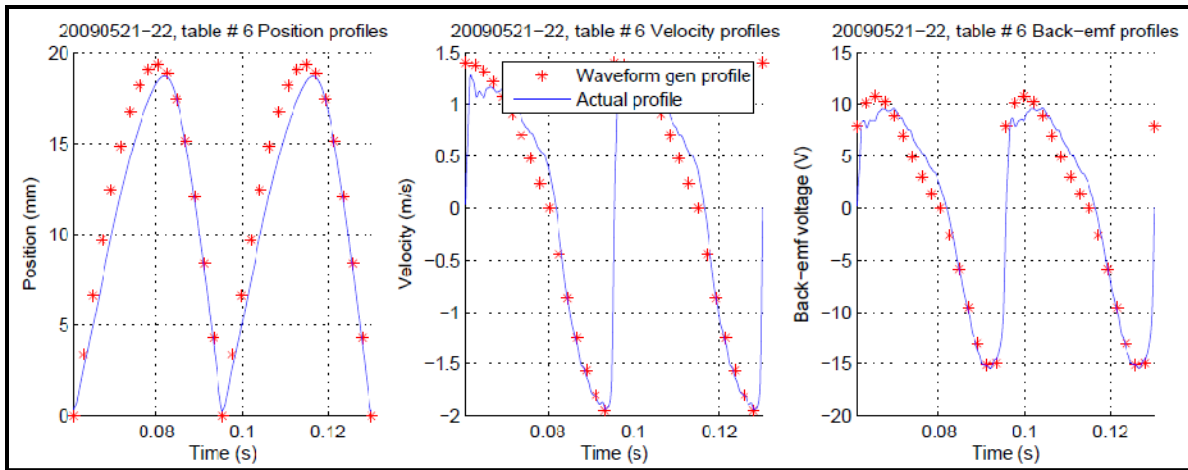 20090521-22, table # 6 Position profiles
20
15
10
5
0
Position (mm)
0.08
0.1
0.12
Time (s)
20090521-22, table # 6 Velocity profiles
1.5
1
0.5
0
−0.5
−1
−1.5
−2
Velocity (m/s)
Waveform gen profile
Actual profile
0.08
0.1
0.12
Time (s)
20090521-22, table # 6 Back-emf profiles
20
15
10
5
0
−5
−10
−15
−20
Back-emf voltage (V)
0.08
0.1
0.12
Time (s)